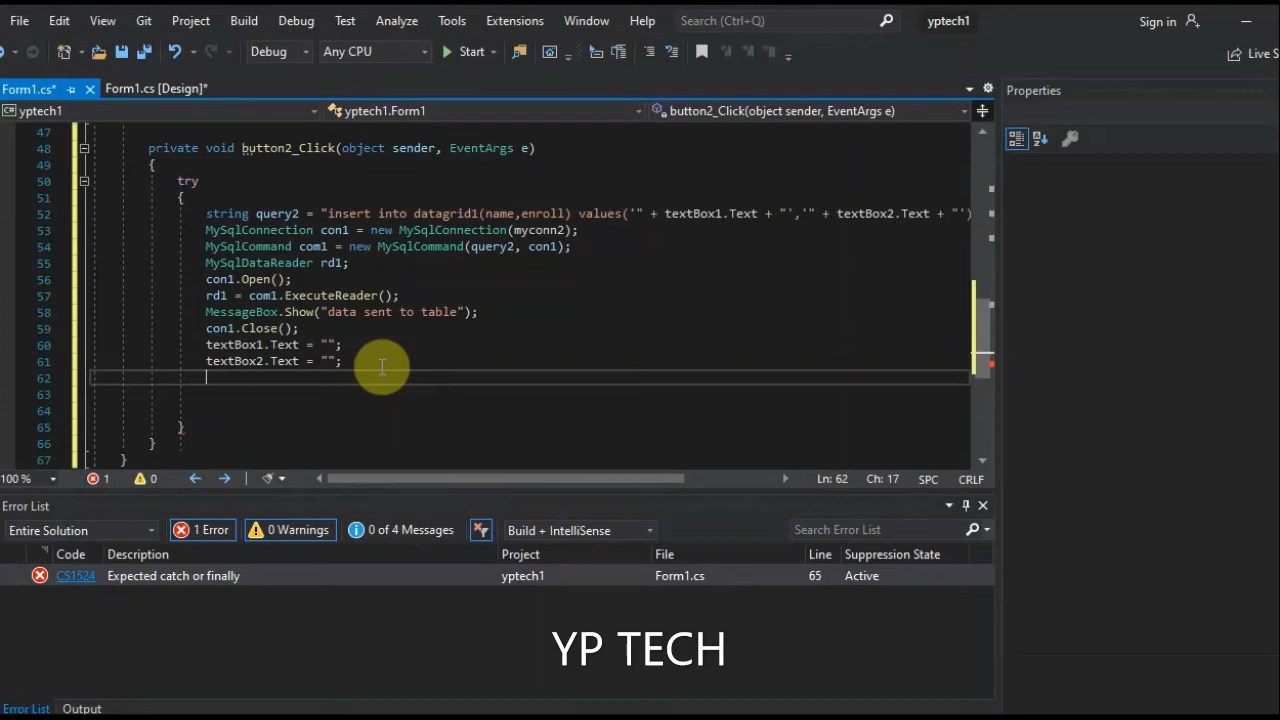 File Edit View Git Project Build Debug Test Analyze Tools Extensions Window Help Search (Ctrl+Q) yptech1 Sign in
Debug Any CPU Start Live S
Form1.cs* Form1.cs [Design]*
yptech1 yptech1.Form1 button2_Click(object sender, EventArgs e)
Properties
47
48 private void button2_Click(object sender, EventArgs e)
49 {
50 try
51 {
52 string query2 = "insert into datagrid1(name,enroll) values('" + textBox1.Text + "','" + textBox2.Text + "')
53 MySqlConnection con1 = new MySqlConnection(myconn2);
54 MySqlCommand com1 = new MySqlCommand(query2, con1);
55 MySqlDataReader rd1;
56 con1.Open();
57 rd1 = com1.ExecuteReader();
58 MessageBox.Show("data sent to table");
59 con1.Close();
60 textBox1.Text = "";
61 textBox2.Text = "";
62
63
64
65 }
66 }
67 }
100 % 1 0 Ln: 62 Ch: 17 SPC CRLF
Error List
Entire Solution 1 Error 0 Warnings 0 of 4 Messages Build + IntelliSense Search Error List
Code Description Project File Line Suppression State
CS1524 Expected catch or finally yptech1 Form1.cs 65 Active
YP TECH
Error List Output